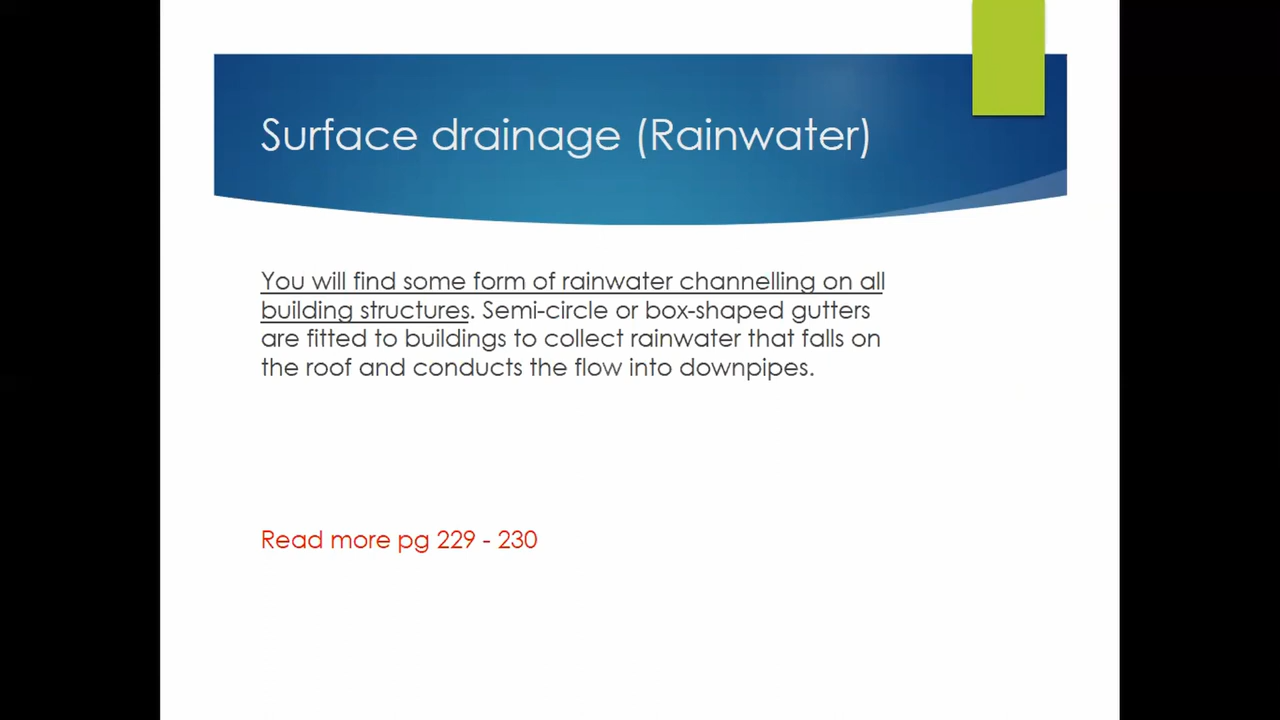 Surface drainage (Rainwater)
You will find some form of rainwater channelling on all
building structures. Semi-circle or box-shaped gutters
are fitted to buildings to collect rainwater that falls on
the roof and conducts the flow into downpipes.
Read more pg 229 - 230